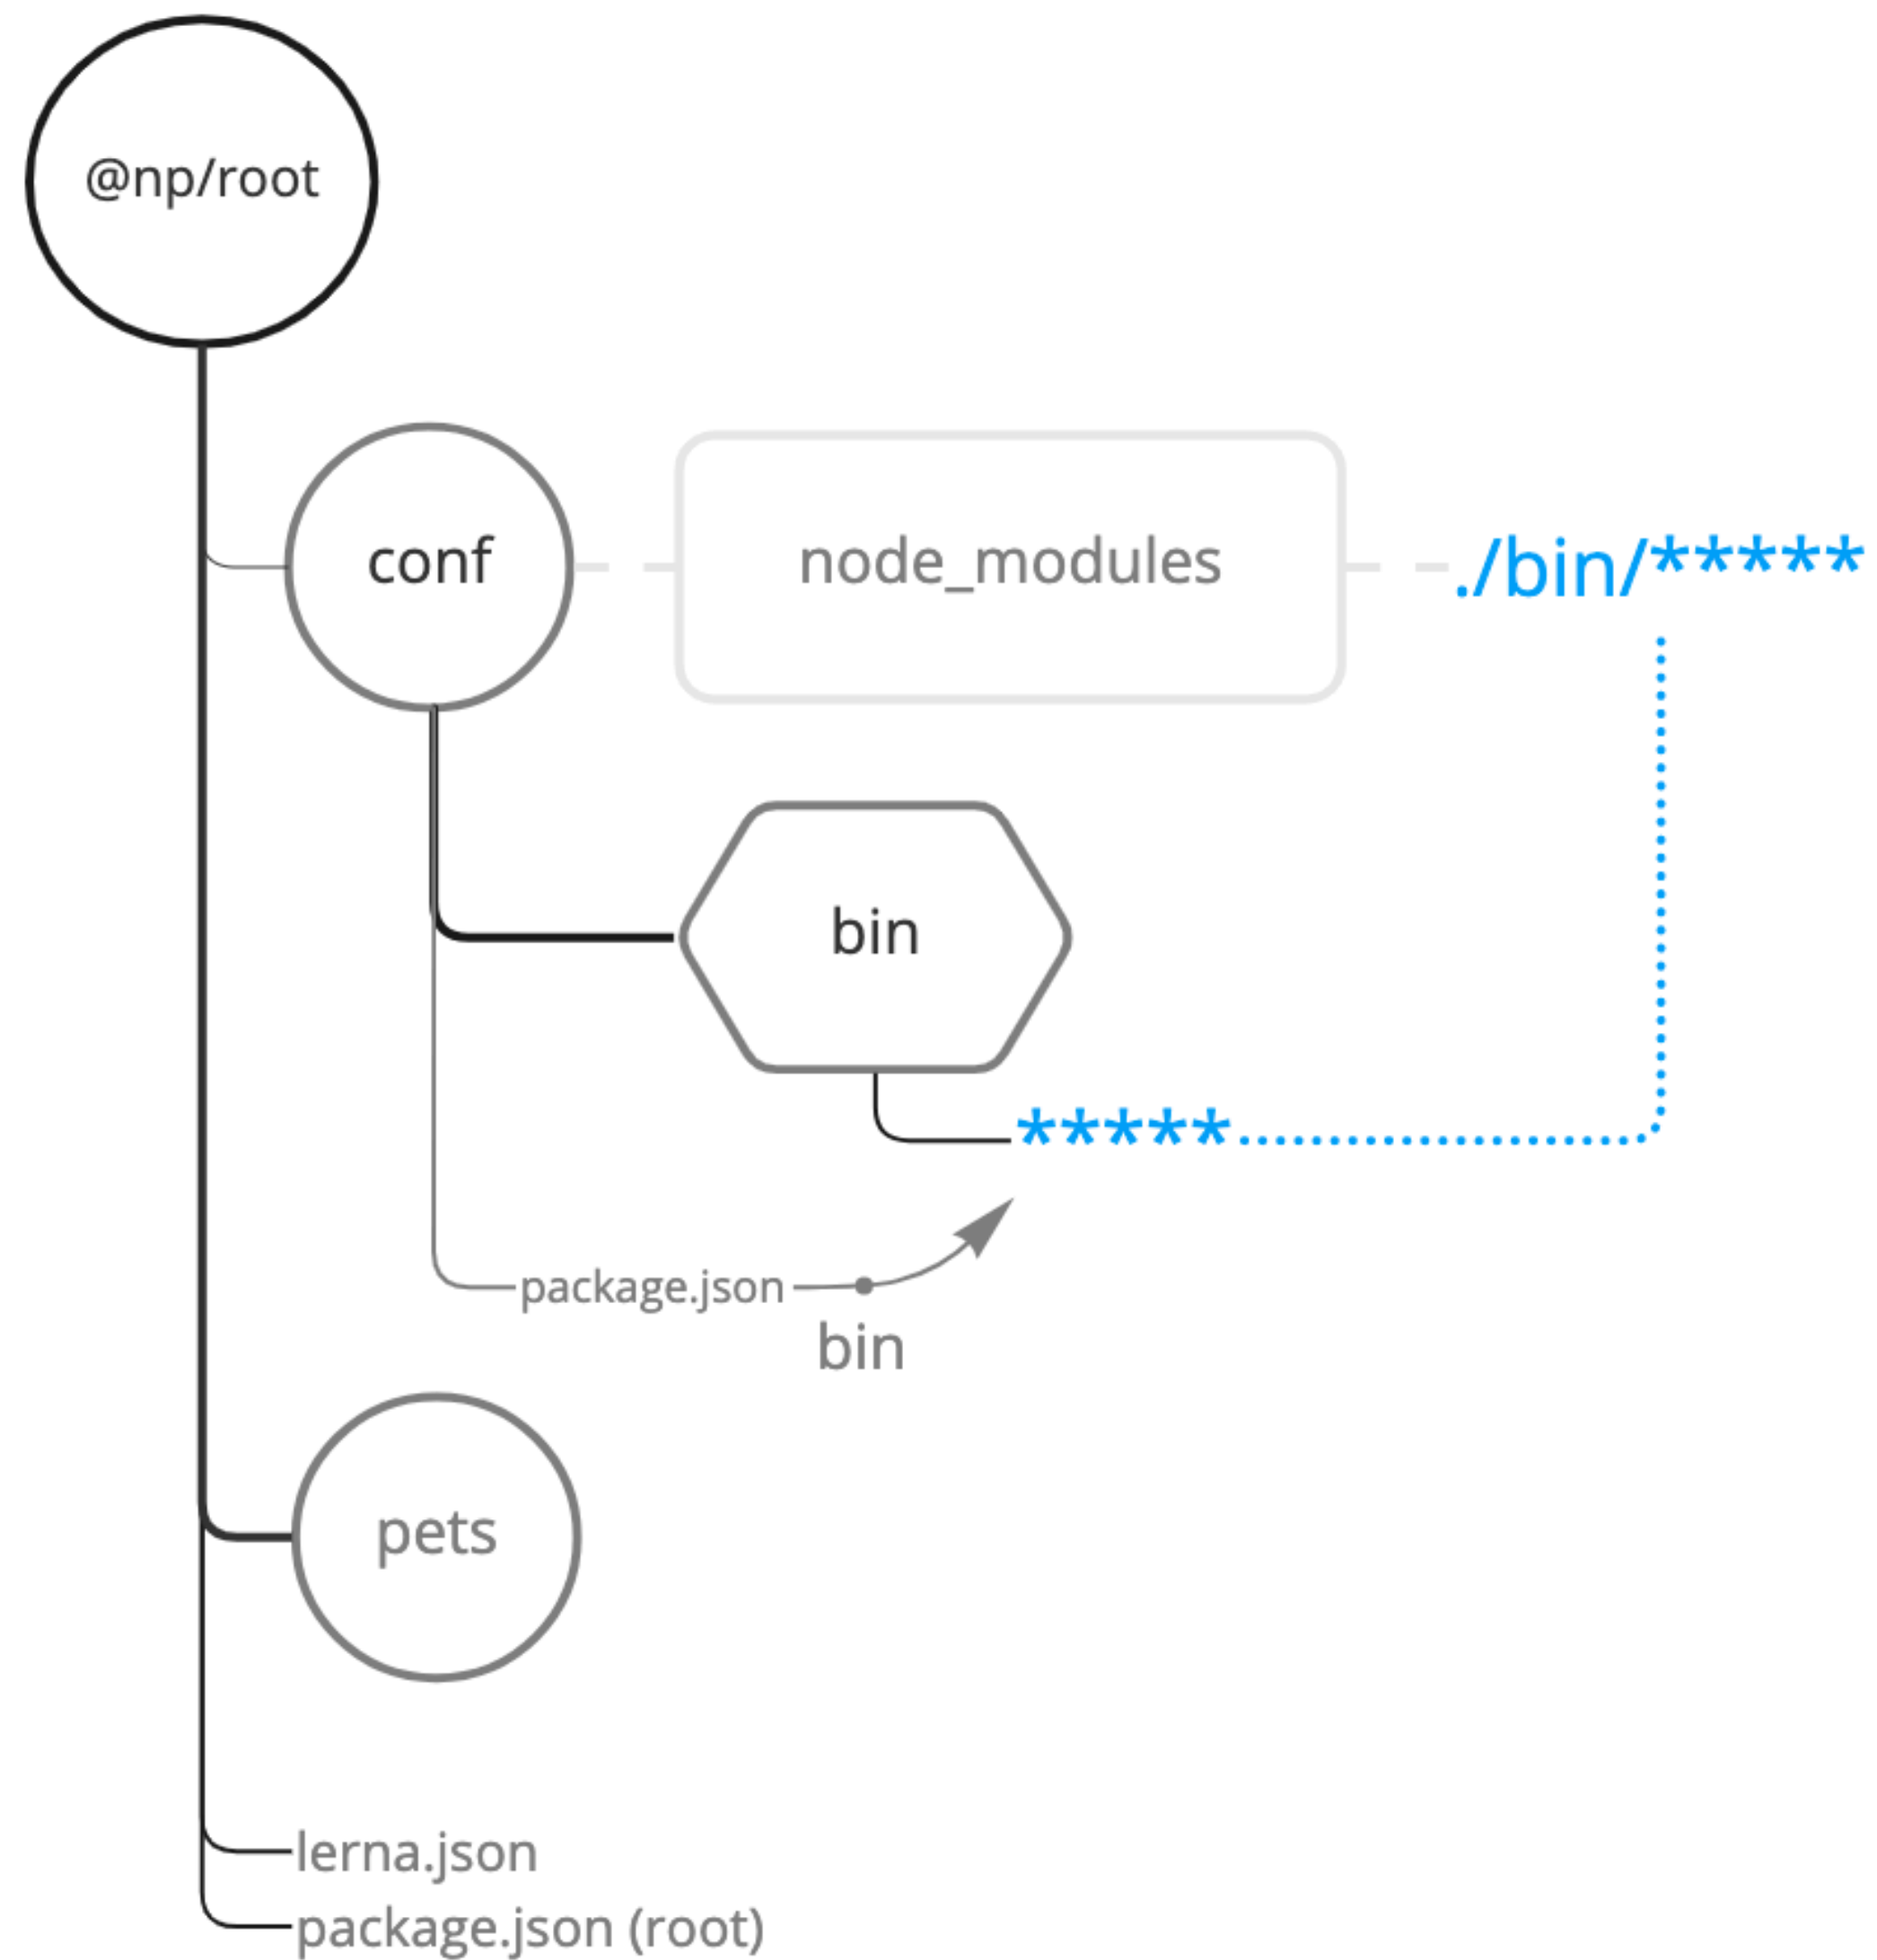 @np/root
conf
node_modules
./bin/*****
bin
*****
package.json
bin
pets
lerna.json
package.json (root)